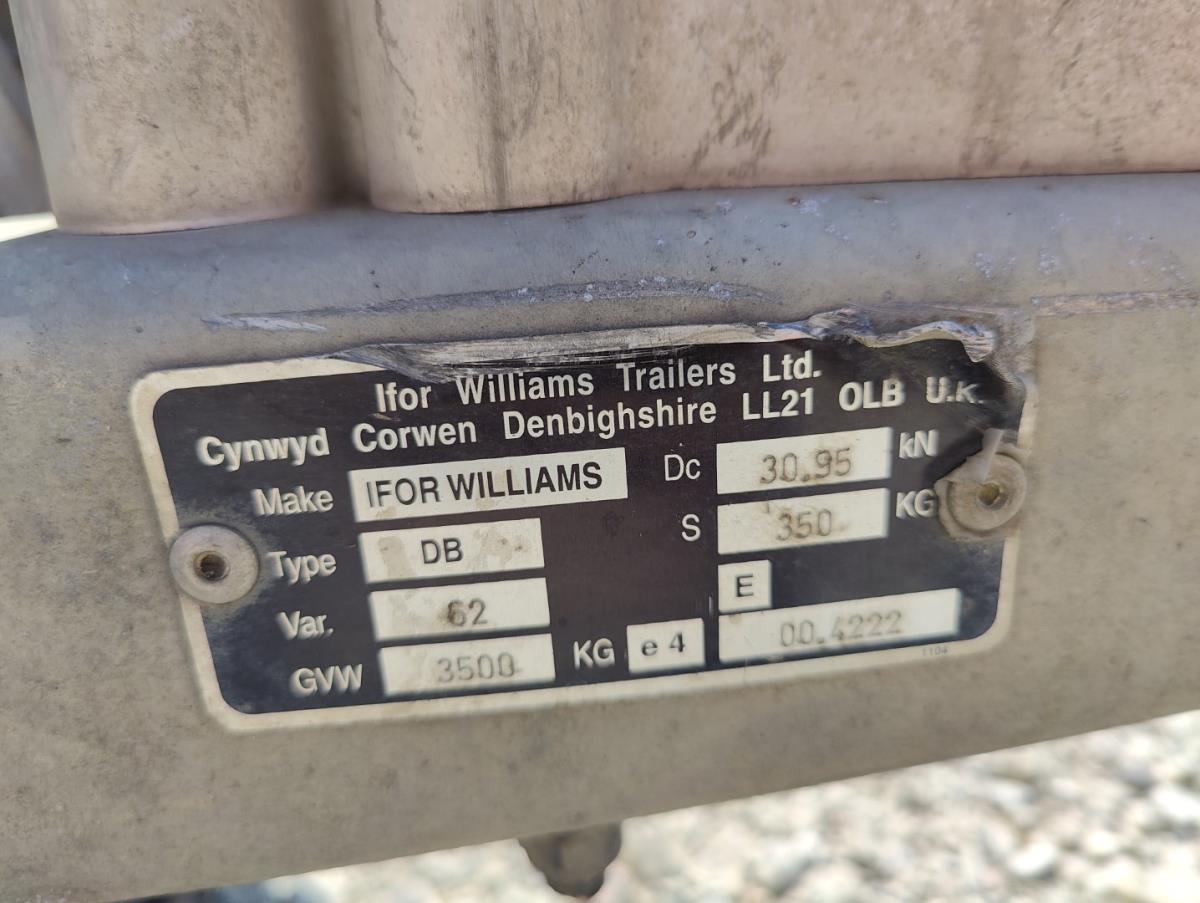 Ifor Williams Trailers Ltd.
Cynwyd Corwen Denbighshire LL21 OLB U.K.
Make IFOR WILLIAMS Dc 30.95 kN
Type DB S 350 KG
Var. 62 E
GVW 3500 KG e 4 00.4222
1104